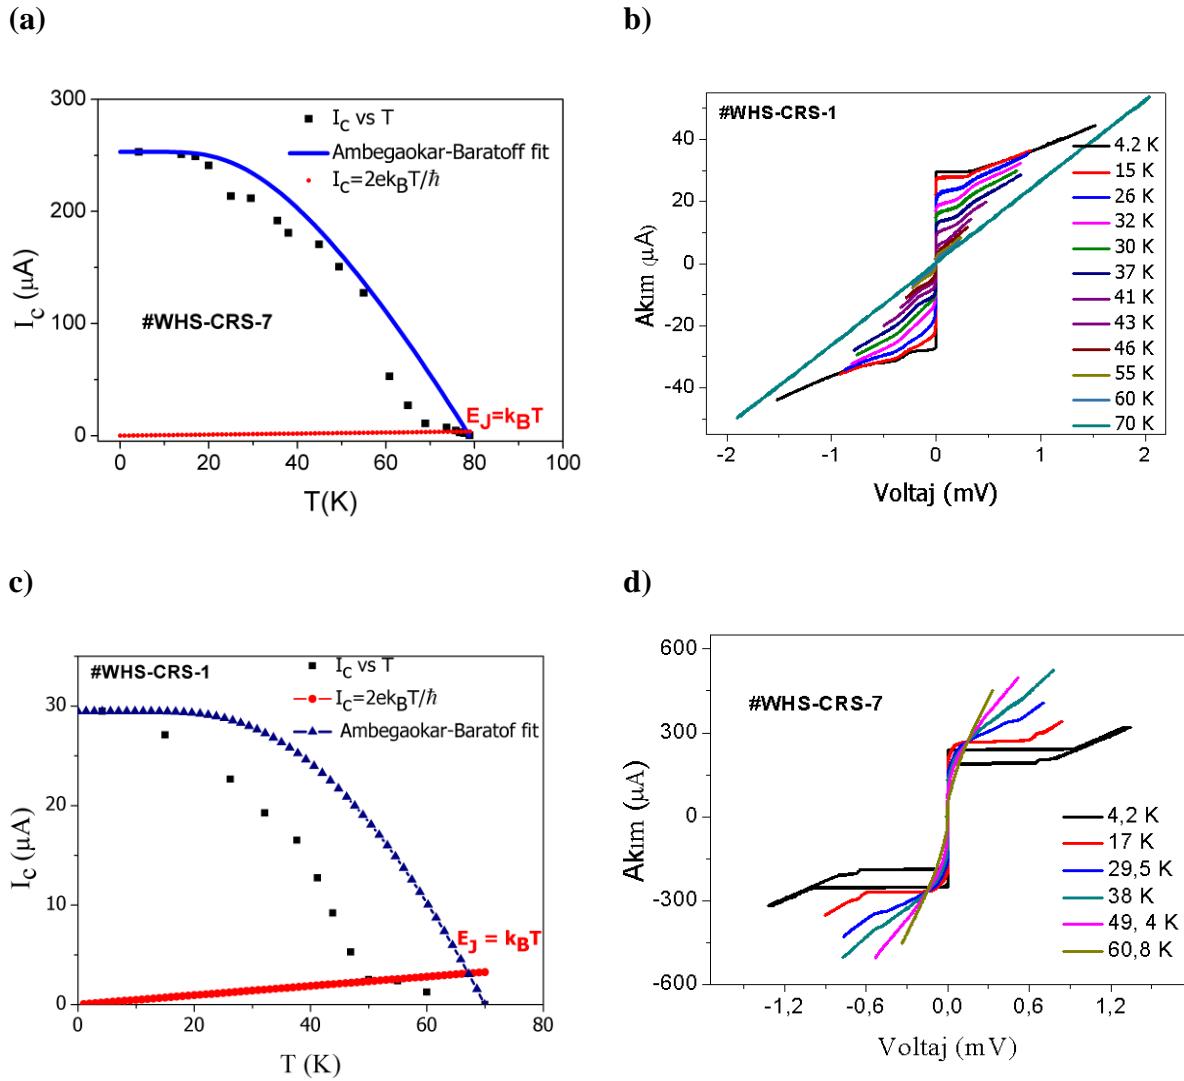 (a)
300
200
100
0
0
20
40
60
80
100
I_c (μA)
T(K)
I_c vs T
Ambegaokar-Baratoff fit
I_c=2ek_BT/ℏ
#WHS-CRS-7
E_J=k_BT
b)
#WHS-CRS-1
40
20
0
-20
-40
-2
-1
0
1
2
Akım (μA)
Voltaj (mV)
4.2 K
15 K
26 K
32 K
30 K
37 K
41 K
43 K
46 K
55 K
60 K
70 K
c)
#WHS-CRS-1
30
20
10
0
0
20
40
60
80
I_c (μA)
T (K)
I_c vs T
I_c=2ek_BT/ℏ
Ambegaokar-Baratof fit
E_J = k_BT
d)
#WHS-CRS-7
600
300
0
-300
-600
-1,2
-0,6
0,0
0,6
1,2
Akım (μA)
Voltaj (mV)
4,2 K
17 K
29,5 K
38 K
49, 4 K
60,8 K